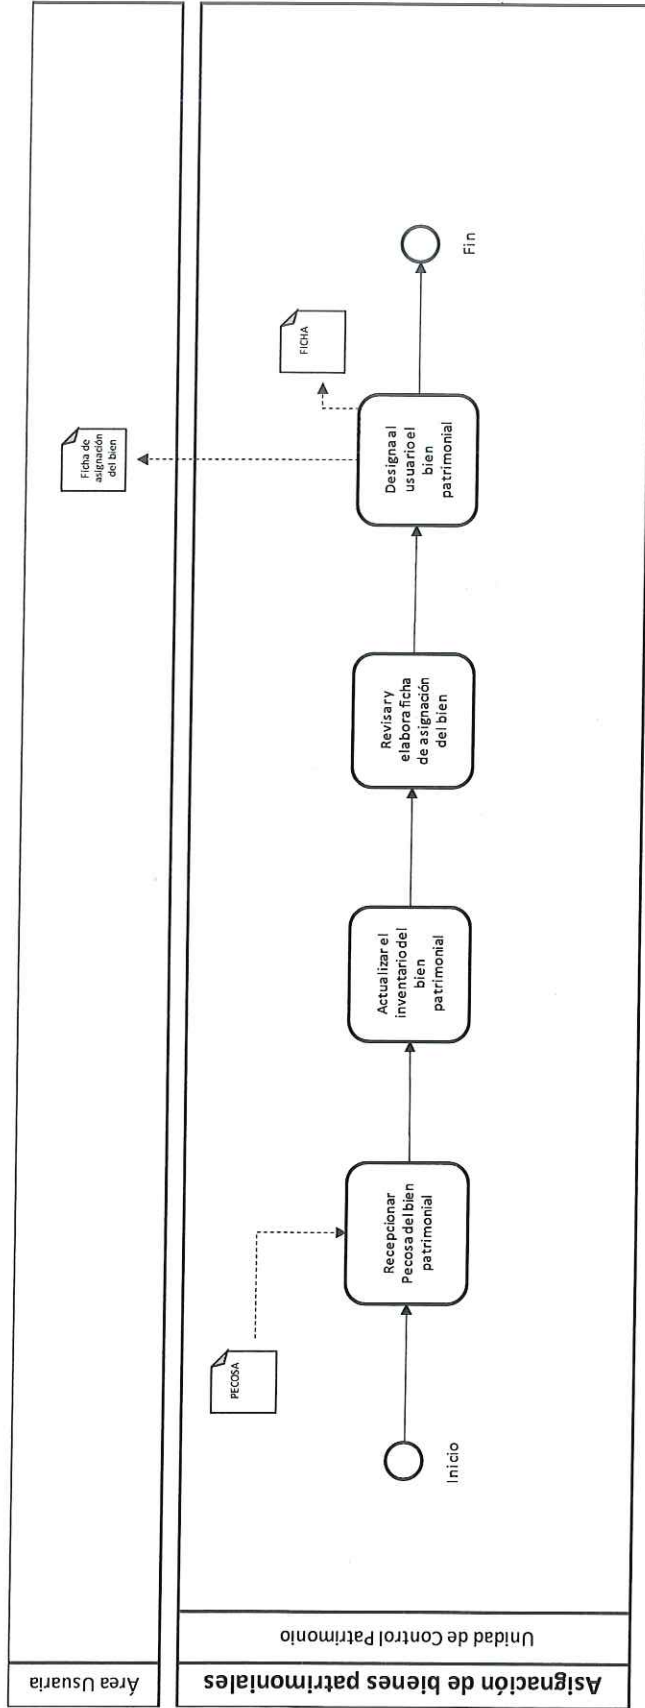 Área Usuaria
Ficha de
asignación
del bien
Asignación de bienes patrimoniales
Unidad de Control Patrimonio
Inicio
PECOSA
Recepcionar
Pecosa del bien
patrimonial
Actualizar el
inventario del
bien
patrimonial
Revisar y
elabora ficha
de asignación
del bien
Designa al
usuario el
bien
patrimonial
FICHA
Fin